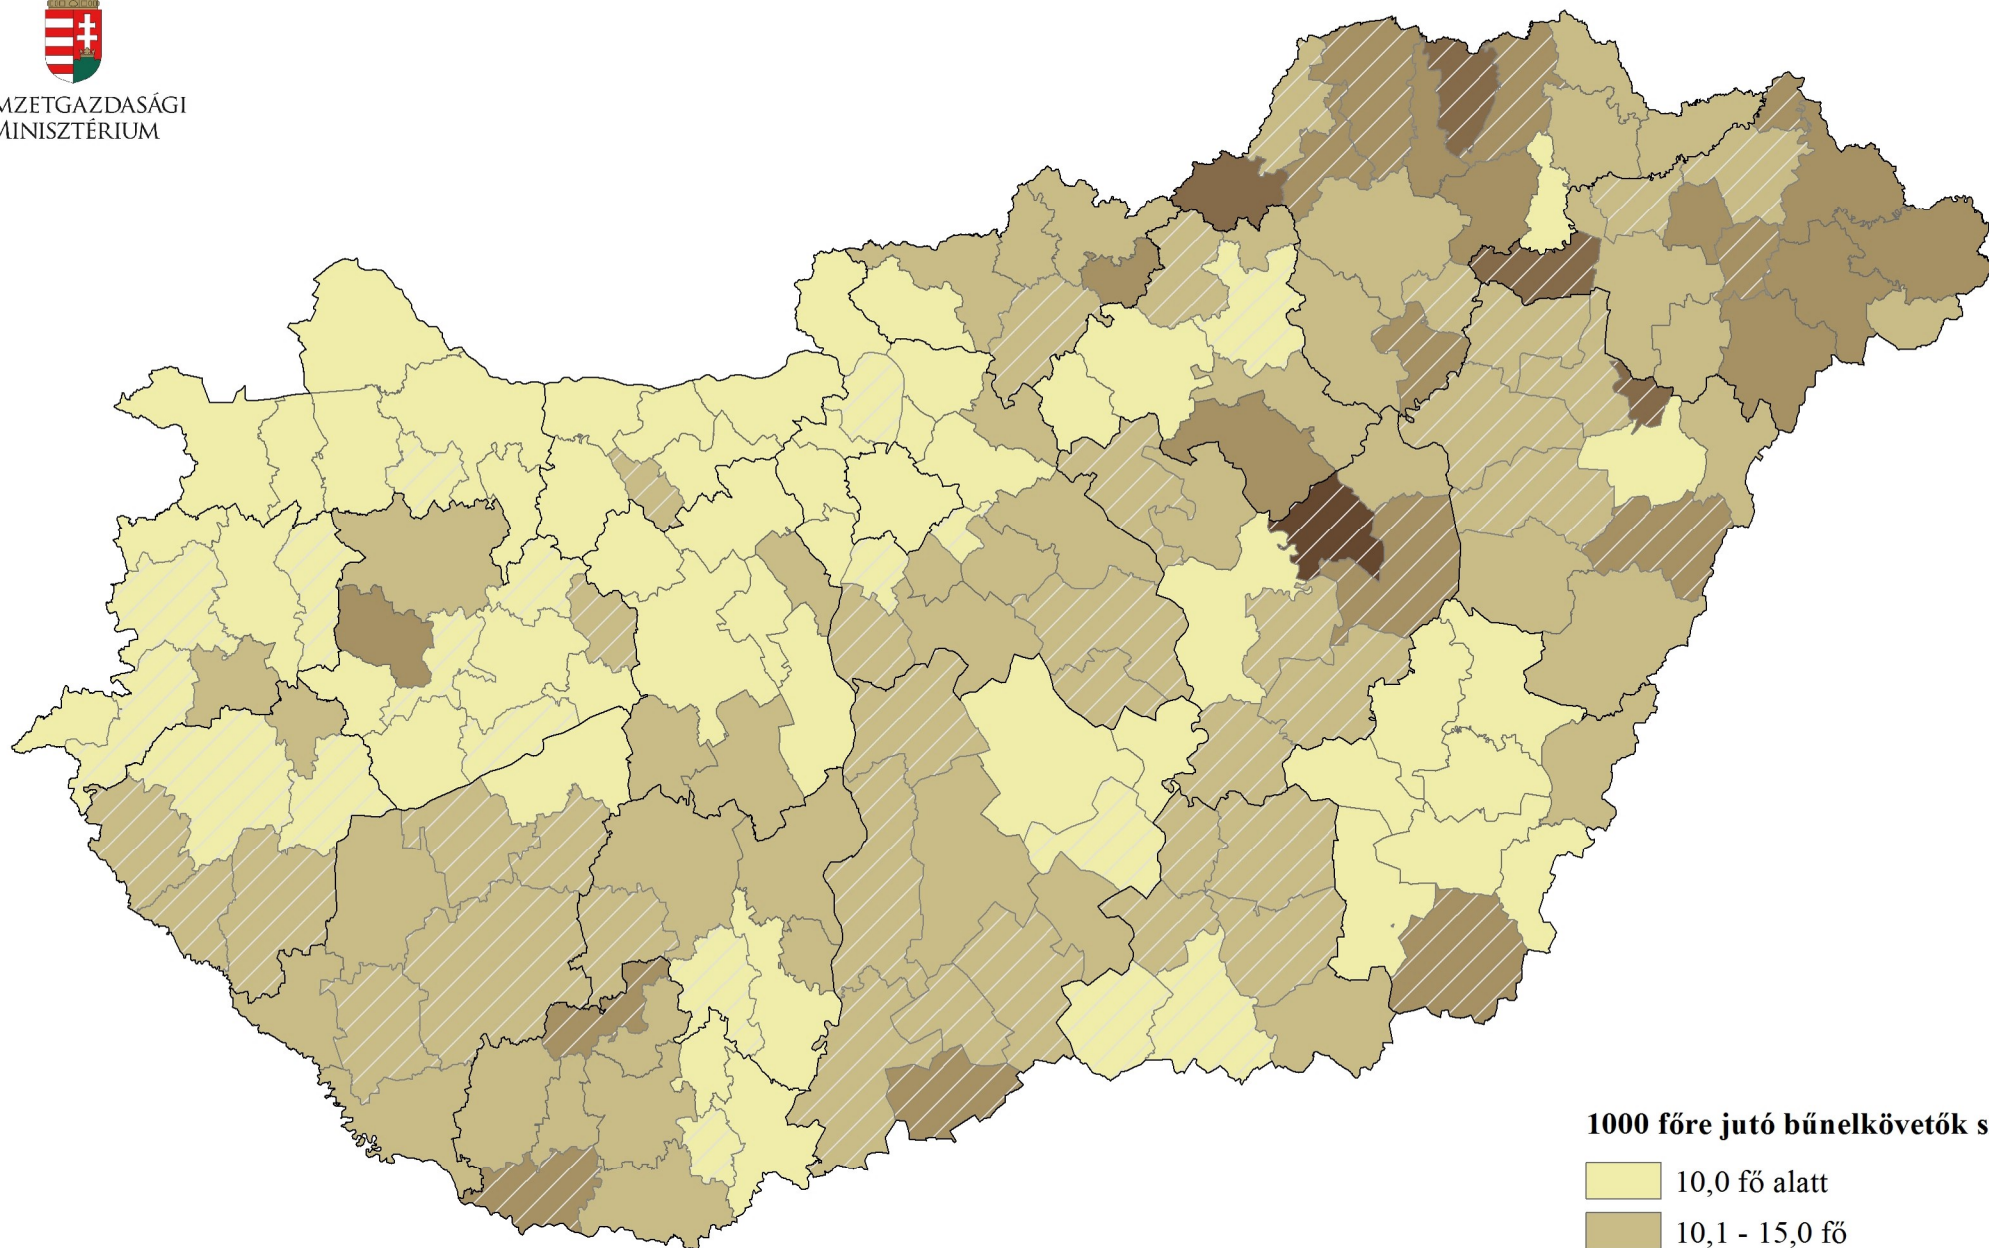 MZETGAZDASÁGI
MINISZTÉRIUM
1000 főre jutó bűnelkövetők s
10,0 fő alatt
10,1 - 15,0 fő